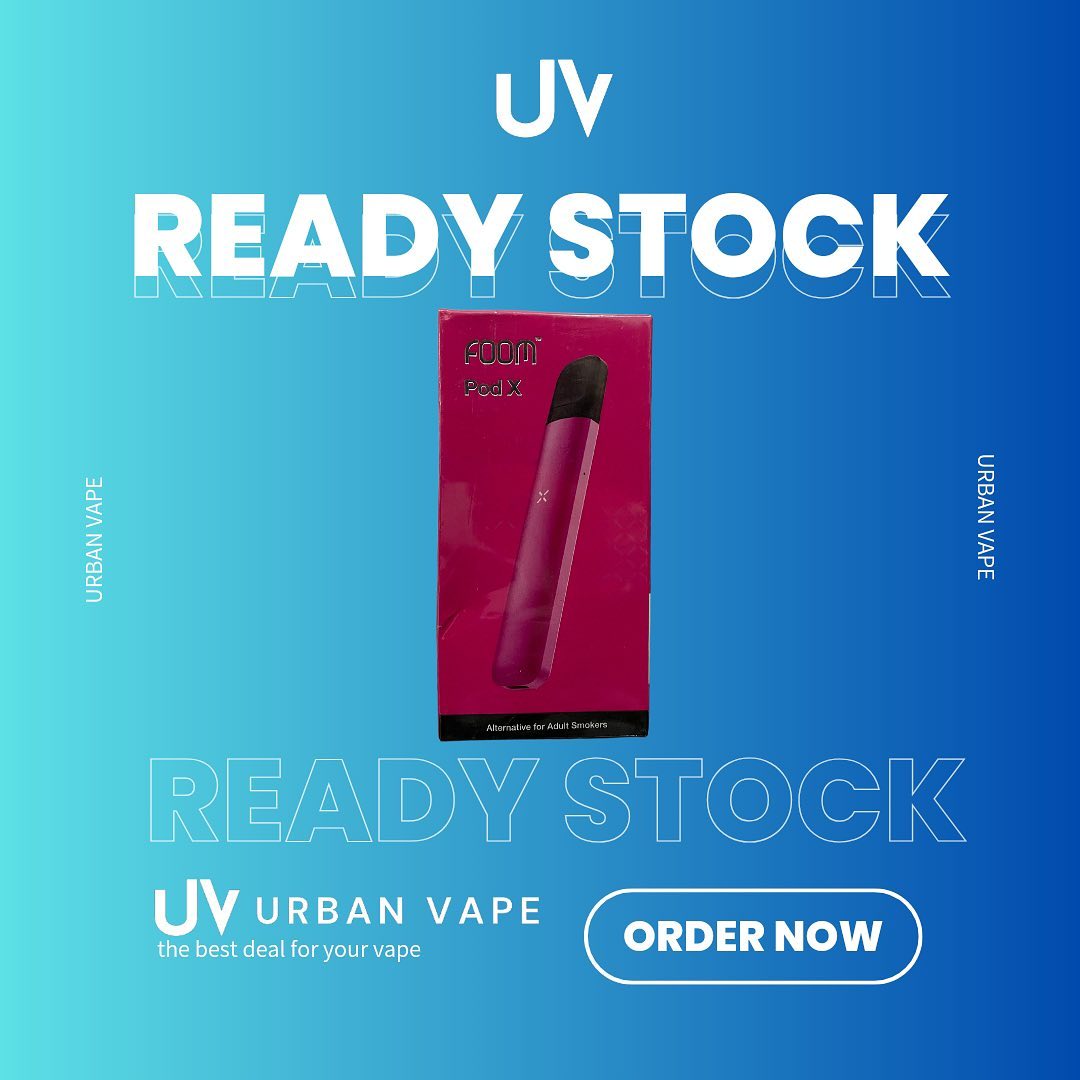 UV
READY STOCK
READY STOCK
FOOM™
Pod X
URBAN VAPE
URBAN VAPE
Alternative for Adult Smokers
READY STOCK
UV URBAN VAPE
the best deal for your vape
ORDER NOW